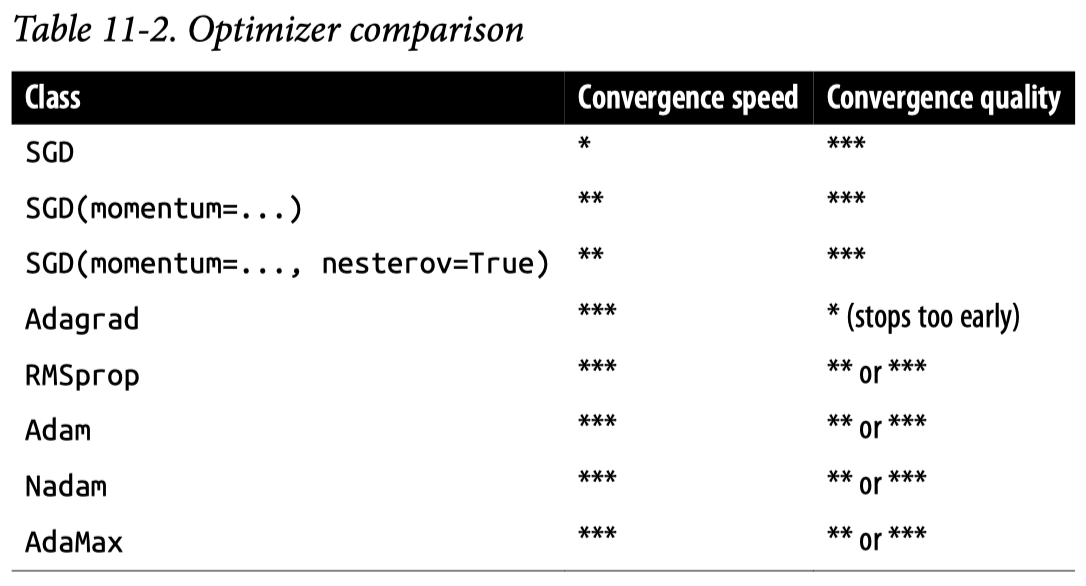 Table 11-2. Optimizer comparison
Class Convergence speed Convergence quality
SGD * ***
SGD(momentum=...) ** ***
SGD(momentum=..., nesterov=True) ** ***
Adagrad *** * (stops too early)
RMSprop *** ** or ***
Adam *** ** or ***
Nadam *** ** or ***
AdaMax *** ** or ***